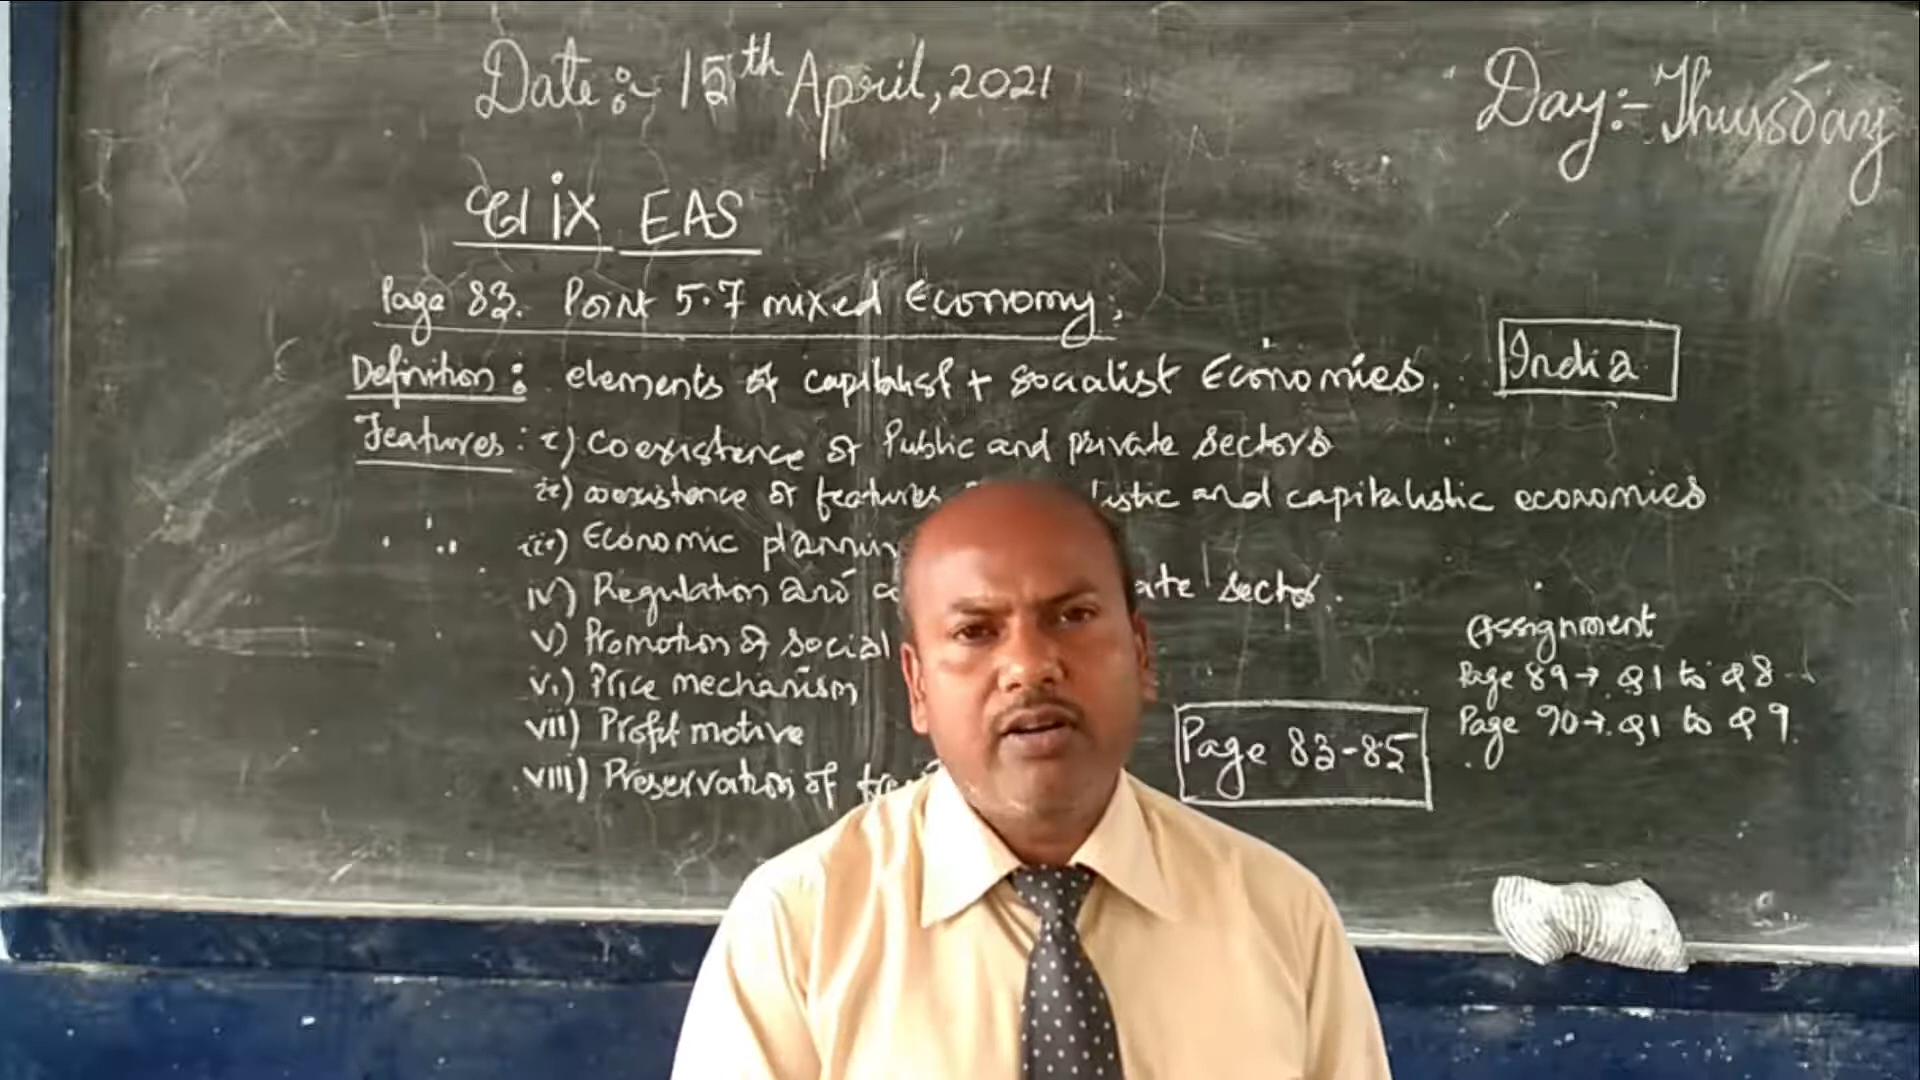 Date:- 15th April, 2021
Day:- Thursday
Cl IX EAS
Page 83. Point 5.7 mixed Economy:
Definition: elements of capitalist + socialist Economies.
India
Features: i) Coexistence of Public and private sectors
ii) coexistence of features and capitalistic economies
iii) Economic
iv) Regulation and sector.
v) Promotion of social
vi) Price mechanism
vii) Profit motive
viii) Preservation of
Page 83-85
Assignment
Page 89→ Q1 to Q8
Page 90→ Q1 to Q9.